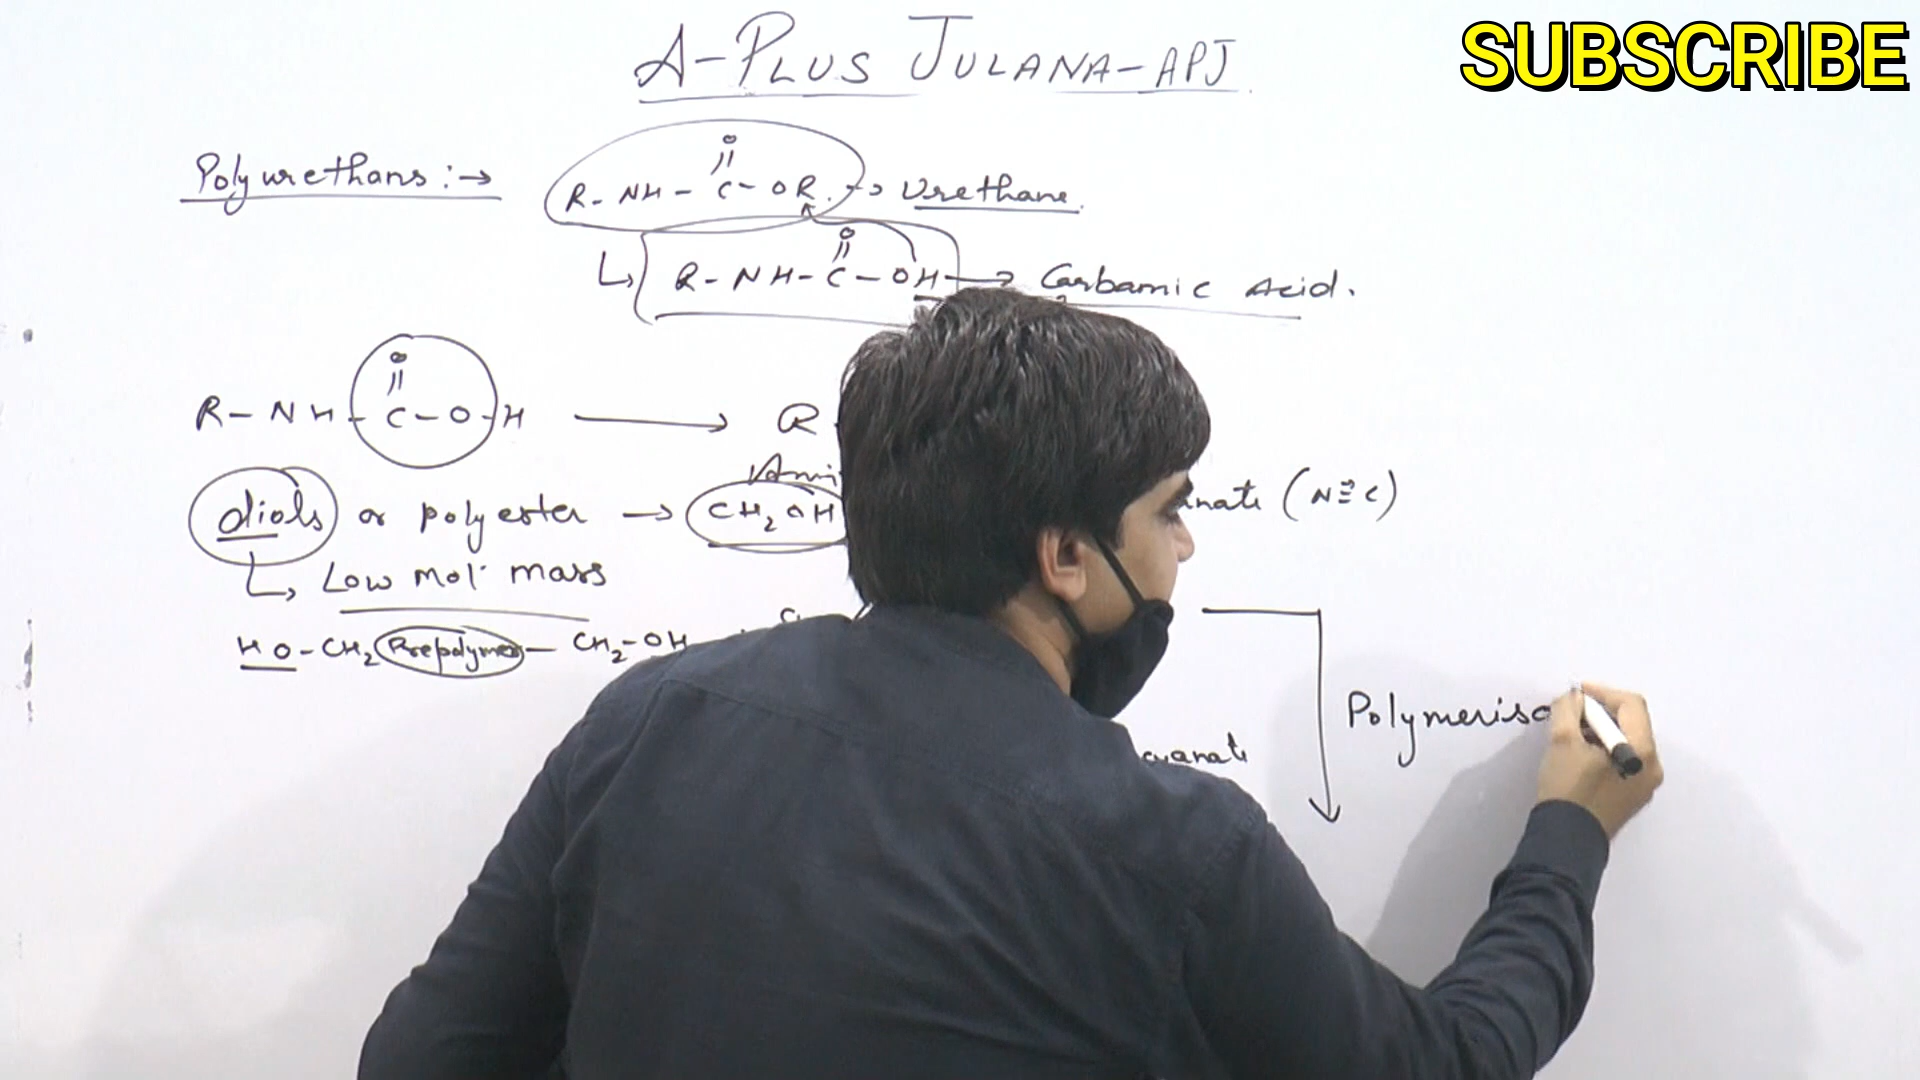 SUBSCRIBE
A-PLUS JULANA-APJ
Polyurethans :→ R- NH - C - OR. → Urethane.
O
||
↳ R - NH - C - OH → Carbamic Acid.
O
||
R - NH - C - O - H → R
O
||
diols or polyester → CH₂OH (N≡C)
↳ Low mol. mass
HO - CH₂ Prepolymer - CH₂-OH
Polymerisa